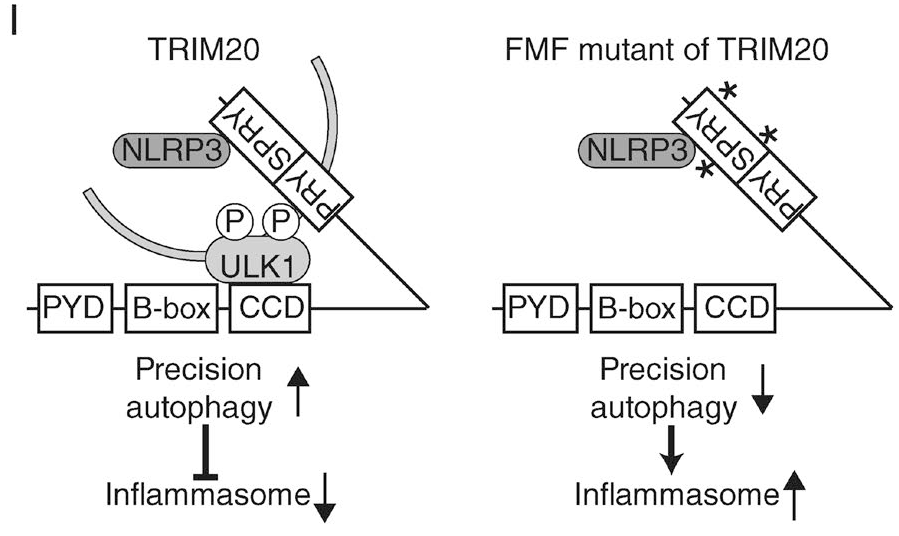 I
TRIM20
NLRP3
SPRY
PRY
P P
ULK1
PYD B-box CCD
Precision
autophagy
Inflammasome
FMF mutant of TRIM20
* * *
NLRP3
SPRY
PRY
PYD B-box CCD
Precision
autophagy
Inflammasome